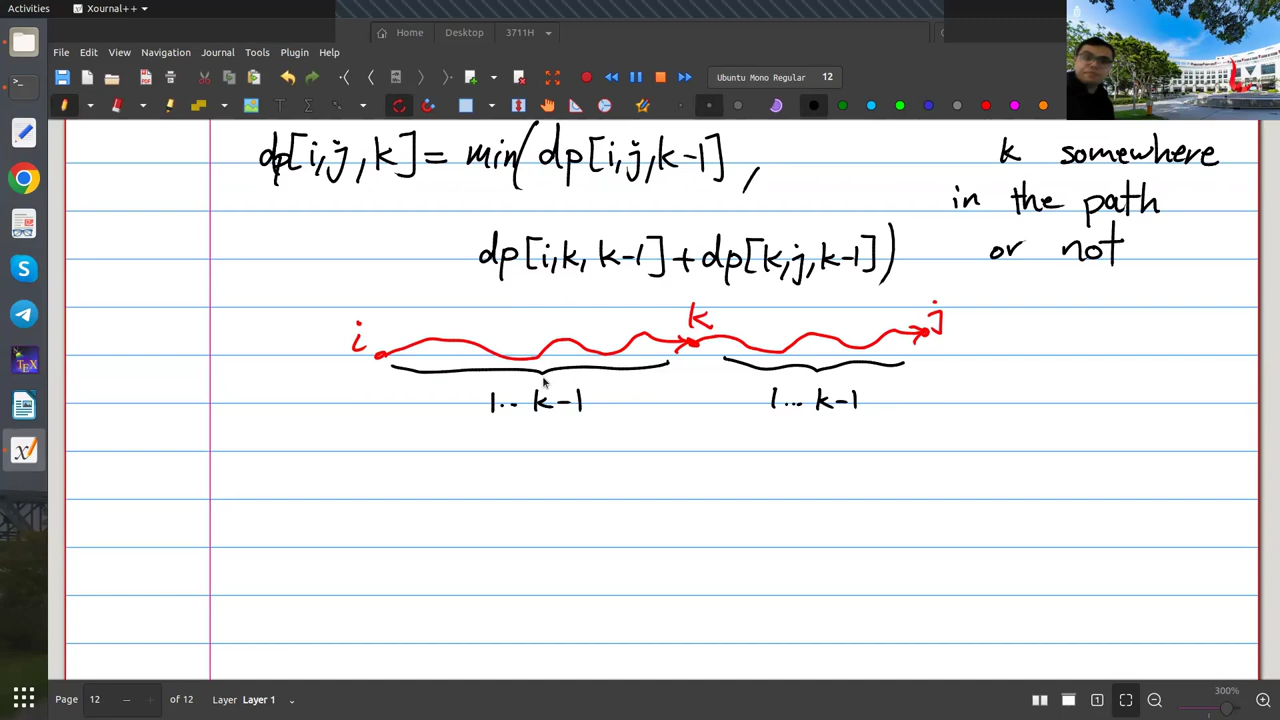 Activities
Xournal++
Home
Desktop
3711H
File Edit View Navigation Journal Tools Plugin Help
Ubuntu Mono Regular 12
dp[i,j,k]=min(dp[i,j,k-1],
dp[i,k,k-1]+dp[k,j,k-1])
k somewhere
in the path
or not
i
k
j
1.. k-1
1... k-1
Page 12 of 12 Layer Layer 1
300%